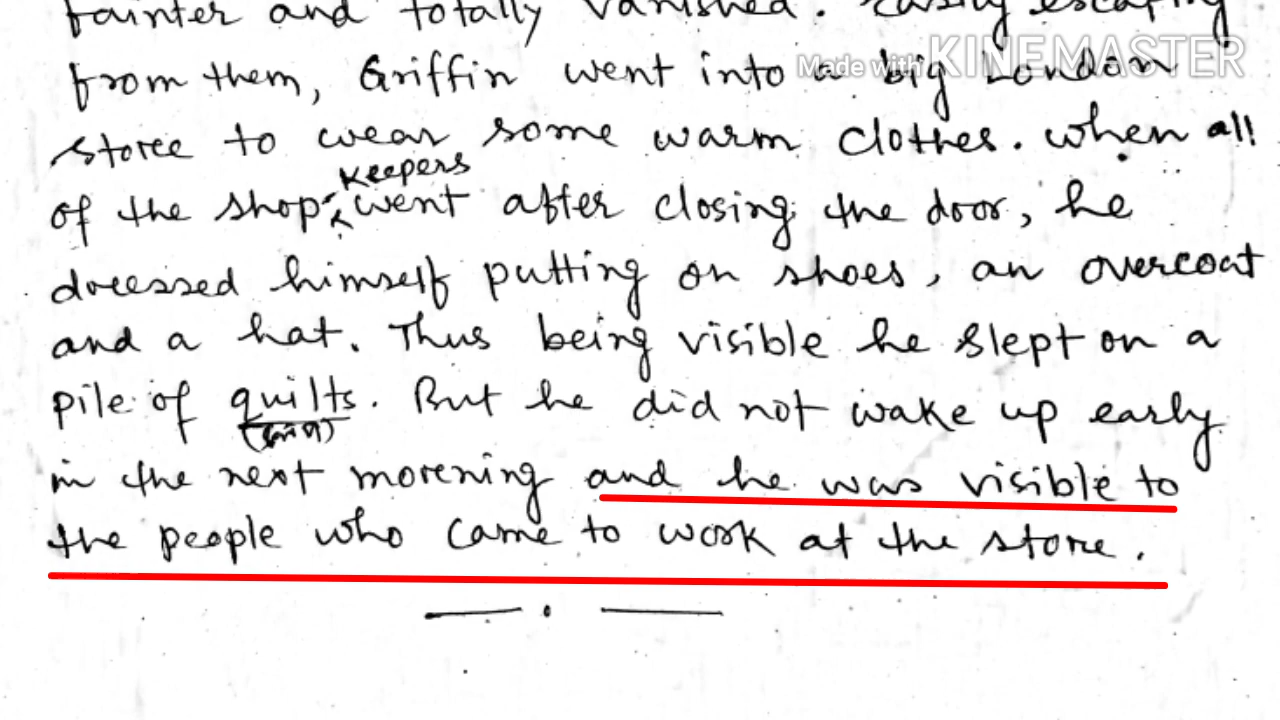 fainter and totally vanished. Easily escaping
Made with KINEMASTER
from them, Griffin went into a big London
store to wear some warm clothes. When all
keepers
of the shop went after closing the door, he
dressed himself putting on shoes, an overcoat
and a hat. Thus being visible he slept on a
pile of quilts. But he did not wake up early
in the next morning and he was visible to
the people who came to work at the store.